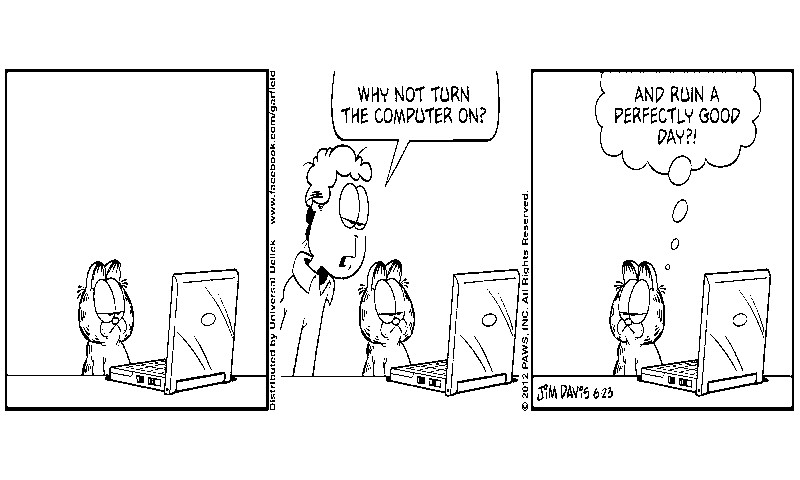 Distributed by Universal Uclick www.facebook.com/garfield
WHY NOT TURN
THE COMPUTER ON?
© 2012 PAWS, INC. All Rights Reserved.
AND RUIN A
PERFECTLY GOOD
DAY?!
JIM DAVIS 6·23